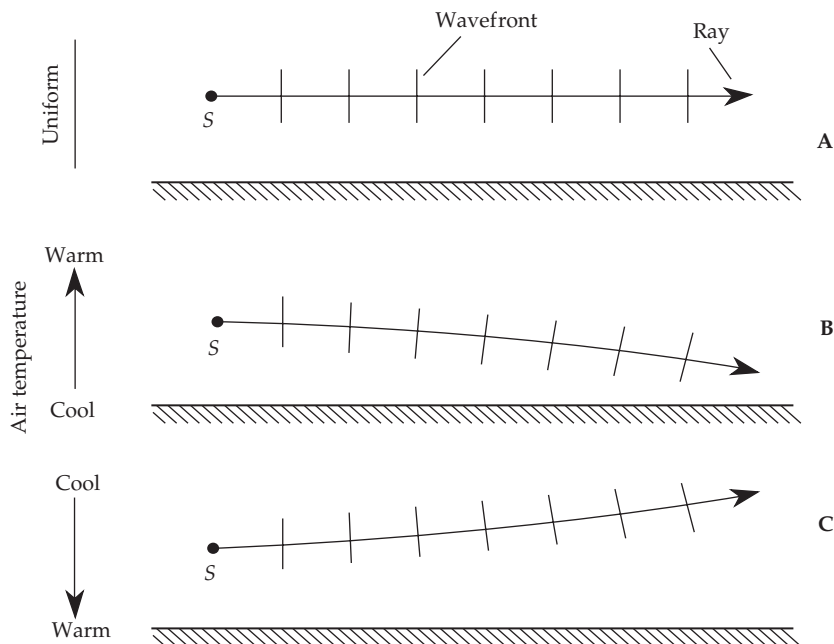 Wavefront
Ray
Uniform
S
A
Warm
Air temperature
S
B
Cool
Cool
S
C
Warm